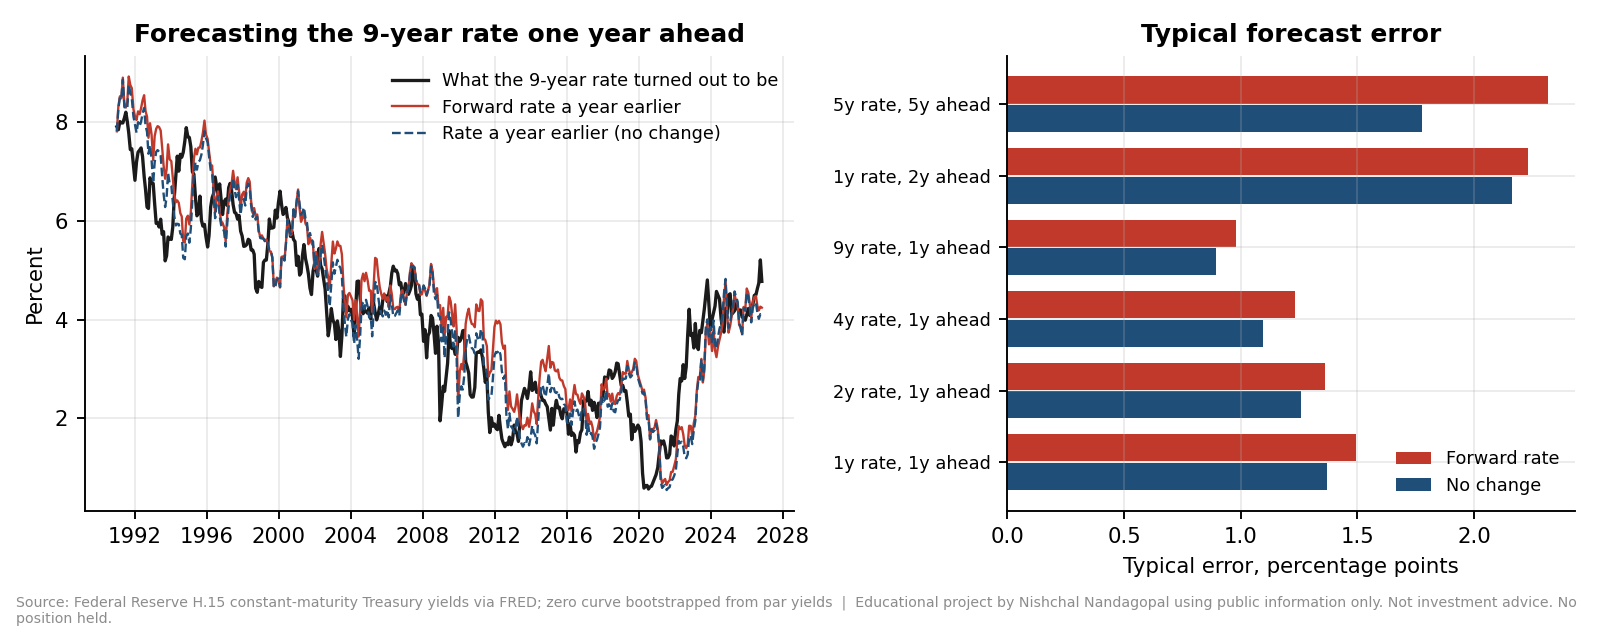 Forecasting the 9-year rate one year ahead
What the 9-year rate turned out to be
Forward rate a year earlier
Rate a year earlier (no change)
Percent
8
6
4
2
1992 1996 2000 2004 2008 2012 2016 2020 2024 2028
Typical forecast error
5y rate, 5y ahead
1y rate, 2y ahead
9y rate, 1y ahead
4y rate, 1y ahead
2y rate, 1y ahead
1y rate, 1y ahead
Forward rate
No change
0.0 0.5 1.0 1.5 2.0
Typical error, percentage points
Source: Federal Reserve H.15 constant-maturity Treasury yields via FRED; zero curve bootstrapped from par yields | Educational project by Nishchal Nandagopal using public information only. Not investment advice. No
position held.